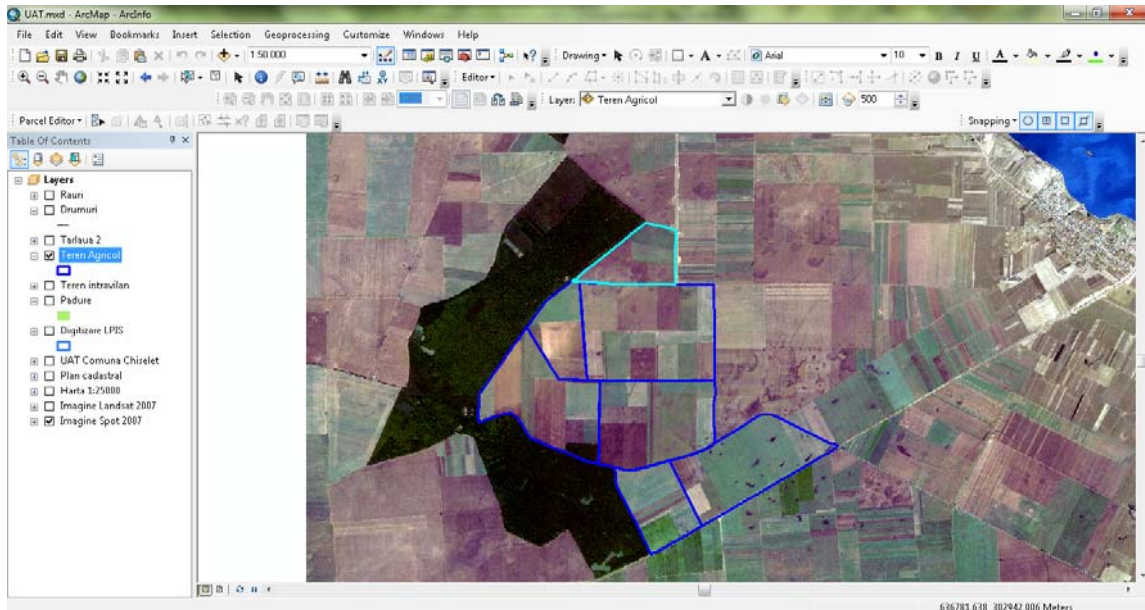 UAT.mxd - ArcMap - ArcInfo
File Edit View Bookmarks Insert Selection Geoprocessing Customize Windows Help
1:50 000 Drawing A Arial 10 B I U A
Editor
Layer: Teren Agricol 500
Parcel Editor Snapping
Table Of Contents
Layers
Rauri
Drumuri
Tarlaua 2
Teren Agricol
Teren intravilan
Padure
Digitizare LPIS
UAT Comuna Chiselet
Plan cadastral
Harta 1:25000
Imagine Landsat 2007
Imagine Spot 2007
636781.638 302942.006 Meters